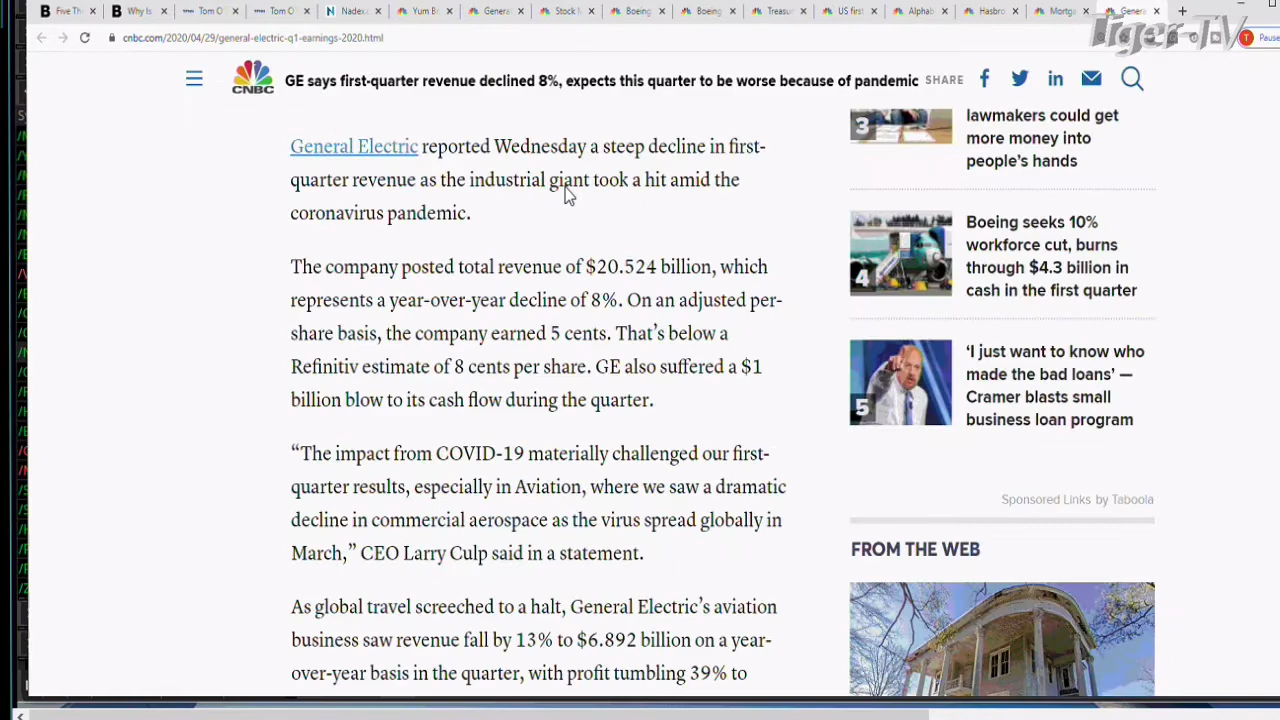 Five Th
Why Is
Tom O
Tom O
Nadex
Yum Br
Genera
Stock M
Boeing
Boeing
Treasur
US first
Alphab
Hasbro
Mortga
Genera
Tiger-TV
cnbc.com/2020/04/29/general-electric-q1-earnings-2020.html
T
Pause
CNBC
GE says first-quarter revenue declined 8%, expects this quarter to be worse because of pandemic
SHARE
General Electric reported Wednesday a steep decline in first-
quarter revenue as the industrial giant took a hit amid the
coronavirus pandemic.
The company posted total revenue of $20.524 billion, which
represents a year-over-year decline of 8%. On an adjusted per-
share basis, the company earned 5 cents. That’s below a
Refinitiv estimate of 8 cents per share. GE also suffered a $1
billion blow to its cash flow during the quarter.
“The impact from COVID-19 materially challenged our first-
quarter results, especially in Aviation, where we saw a dramatic
decline in commercial aerospace as the virus spread globally in
March,” CEO Larry Culp said in a statement.
As global travel screeched to a halt, General Electric’s aviation
business saw revenue fall by 13% to $6.892 billion on a year-
over-year basis in the quarter, with profit tumbling 39% to
3
lawmakers could get
more money into
people’s hands
4
Boeing seeks 10%
workforce cut, burns
through $4.3 billion in
cash in the first quarter
5
‘I just want to know who
made the bad loans’ —
Cramer blasts small
business loan program
Sponsored Links by Taboola
FROM THE WEB